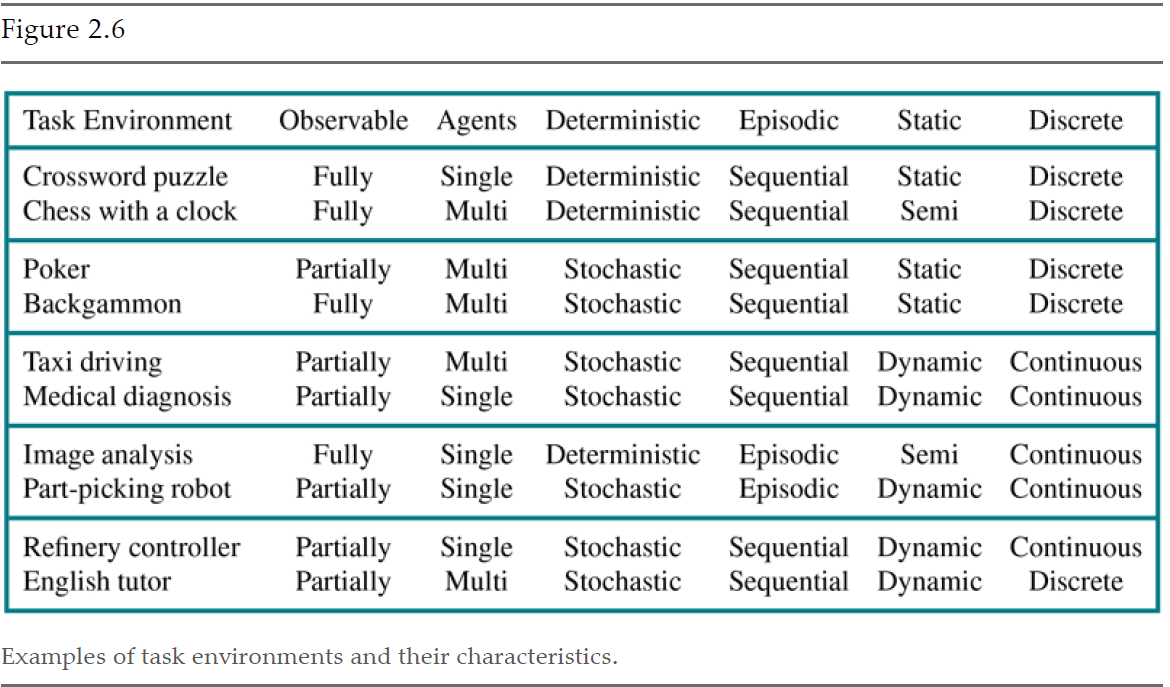 Figure 2.6
Task Environment Observable Agents Deterministic Episodic Static Discrete
Crossword puzzle Fully Single Deterministic Sequential Static Discrete
Chess with a clock Fully Multi Deterministic Sequential Semi Discrete
Poker Partially Multi Stochastic Sequential Static Discrete
Backgammon Fully Multi Stochastic Sequential Static Discrete
Taxi driving Partially Multi Stochastic Sequential Dynamic Continuous
Medical diagnosis Partially Single Stochastic Sequential Dynamic Continuous
Image analysis Fully Single Deterministic Episodic Semi Continuous
Part-picking robot Partially Single Stochastic Episodic Dynamic Continuous
Refinery controller Partially Single Stochastic Sequential Dynamic Continuous
English tutor Partially Multi Stochastic Sequential Dynamic Discrete
Examples of task environments and their characteristics.